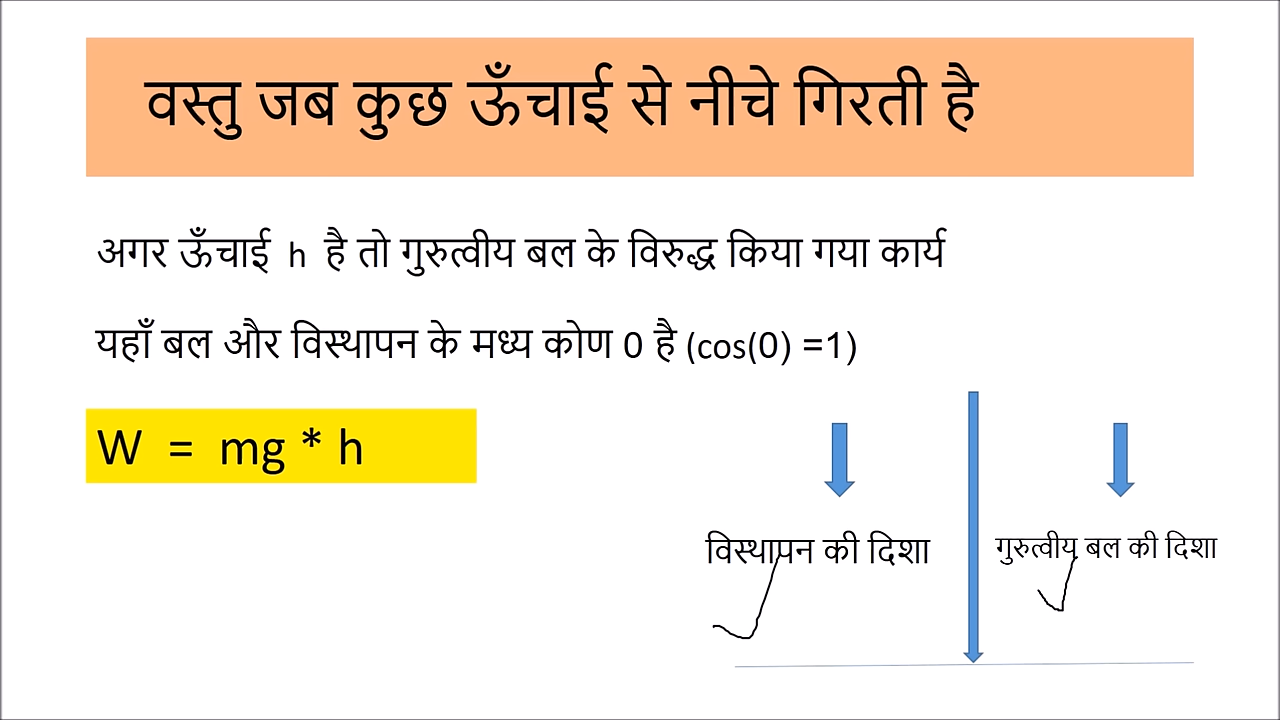 वस्तु जब कुछ ऊँचाई से नीचे गिरती है
अगर ऊँचाई h है तो गुरुत्वीय बल के विरुद्ध किया गया कार्य
यहाँ बल और विस्थापन के मध्य कोण 0 है (cos(0) =1)
W = mg * h
विस्थापन की दिशा
गुरुत्वीय बल की दिशा